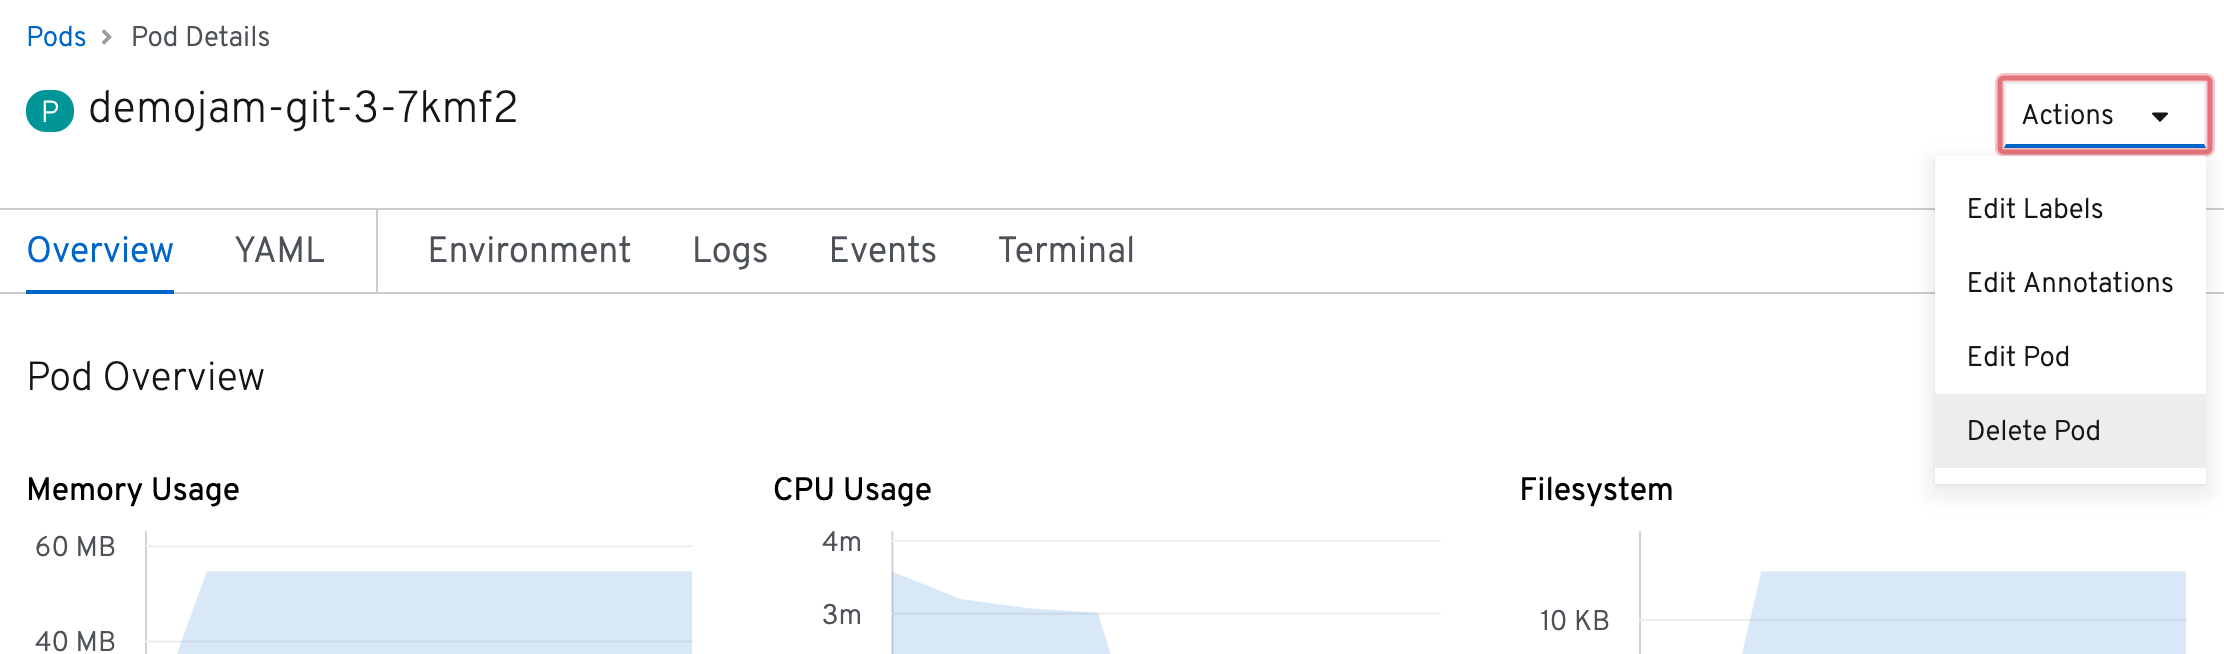 Pods > Pod Details
P demojam-git-3-7kmf2
Actions
Edit Labels
Edit Annotations
Edit Pod
Delete Pod
Overview YAML Environment Logs Events Terminal
Pod Overview
Memory Usage
60 MB
40 MB
CPU Usage
4m
3m
Filesystem
10 KB